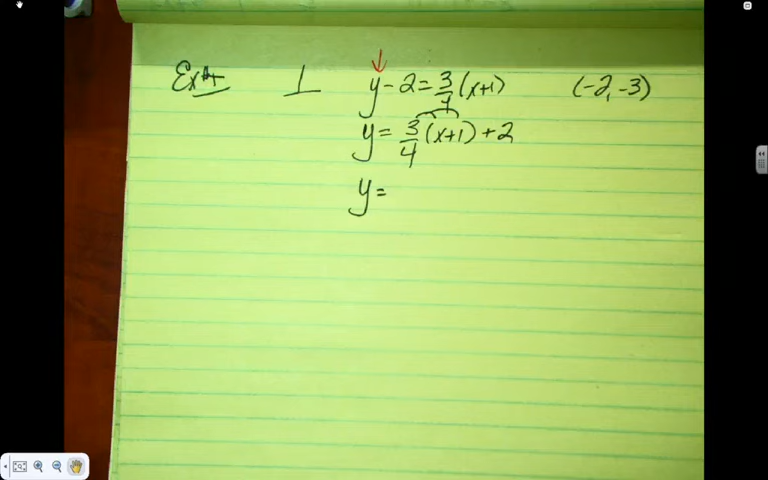 Ex 4 ⊥ y - 2 = 3/4 (x+1) (-2, -3)
y = 3/4 (x+1) + 2
y =